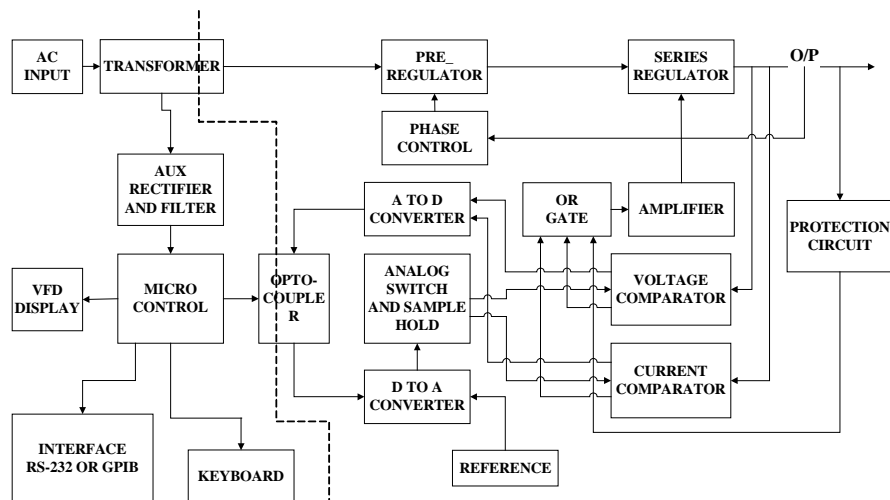 AC
INPUT
TRANSFORMER
PRE_
REGULATOR
SERIES
REGULATOR
O/P
PHASE
CONTROL
AUX
RECTIFIER
AND FILTER
A TO D
CONVERTER
OR
GATE
AMPLIFIER
PROTECTION
CIRCUIT
VFD
DISPLAY
MICRO
CONTROL
OPTO-
COUPLE
R
ANALOG
SWITCH
AND SAMPLE
HOLD
VOLTAGE
COMPARATOR
CURRENT
COMPARATOR
D TO A
CONVERTER
INTERFACE
RS-232 OR GPIB
KEYBOARD
REFERENCE